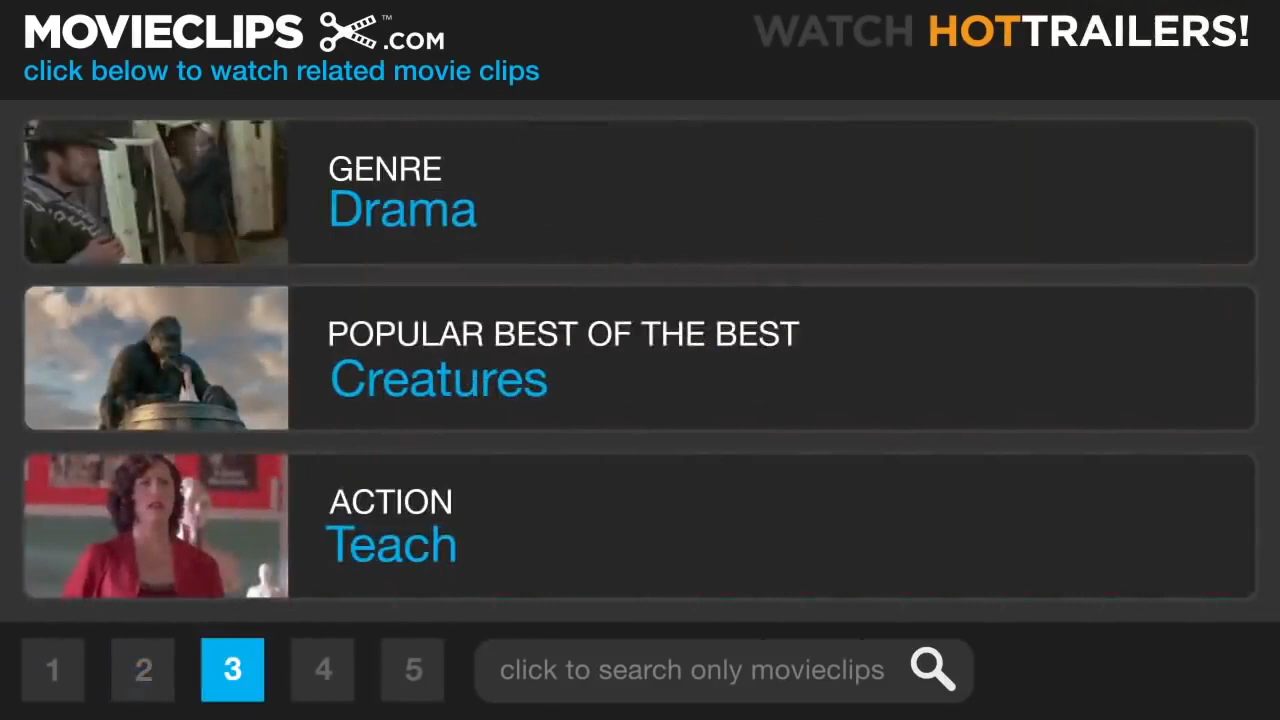 MOVIECLIPS ™ .COM
WATCH HOTTRAILERS!
click below to watch related movie clips
GENRE
Drama
POPULAR BEST OF THE BEST
Creatures
ACTION
Teach
1 2 3 4 5 click to search only movieclips